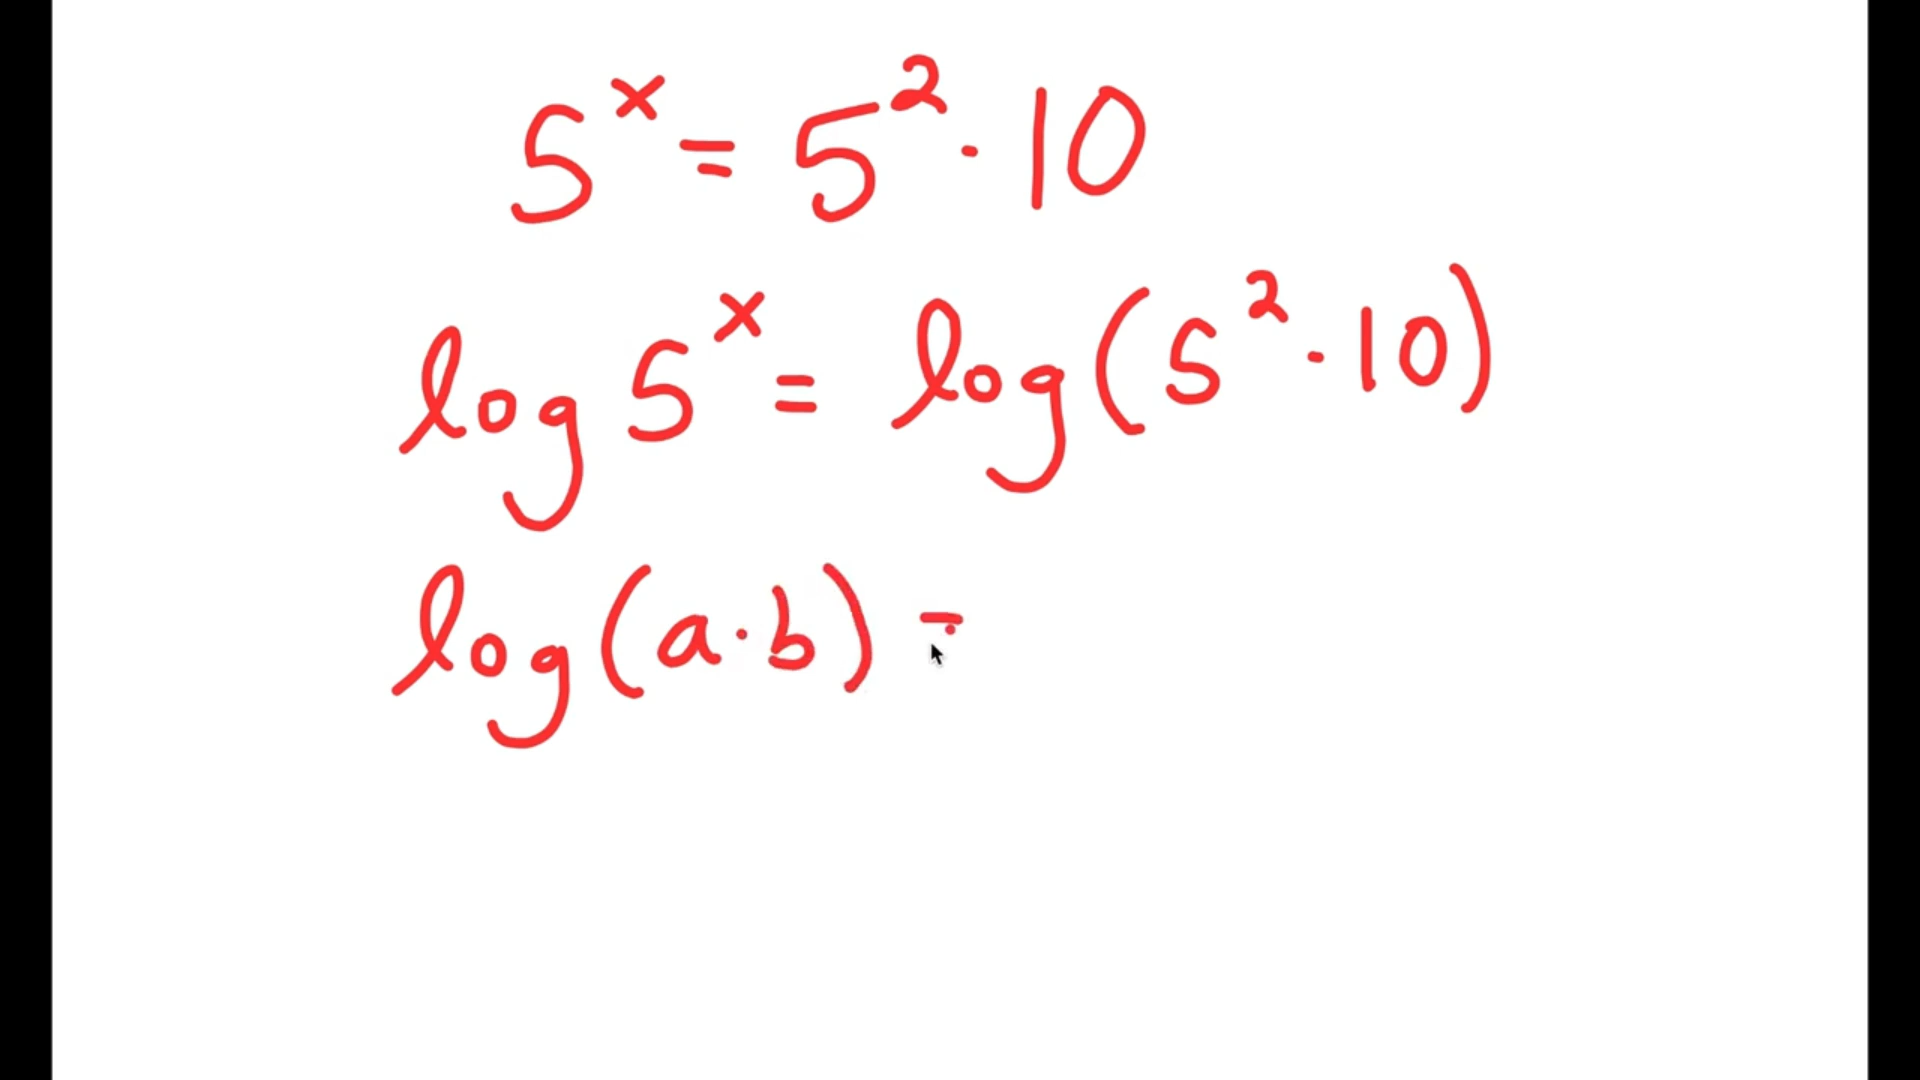 5^x = 5^2 · 10
log 5^x = log(5^2 · 10)
log(a · b) =